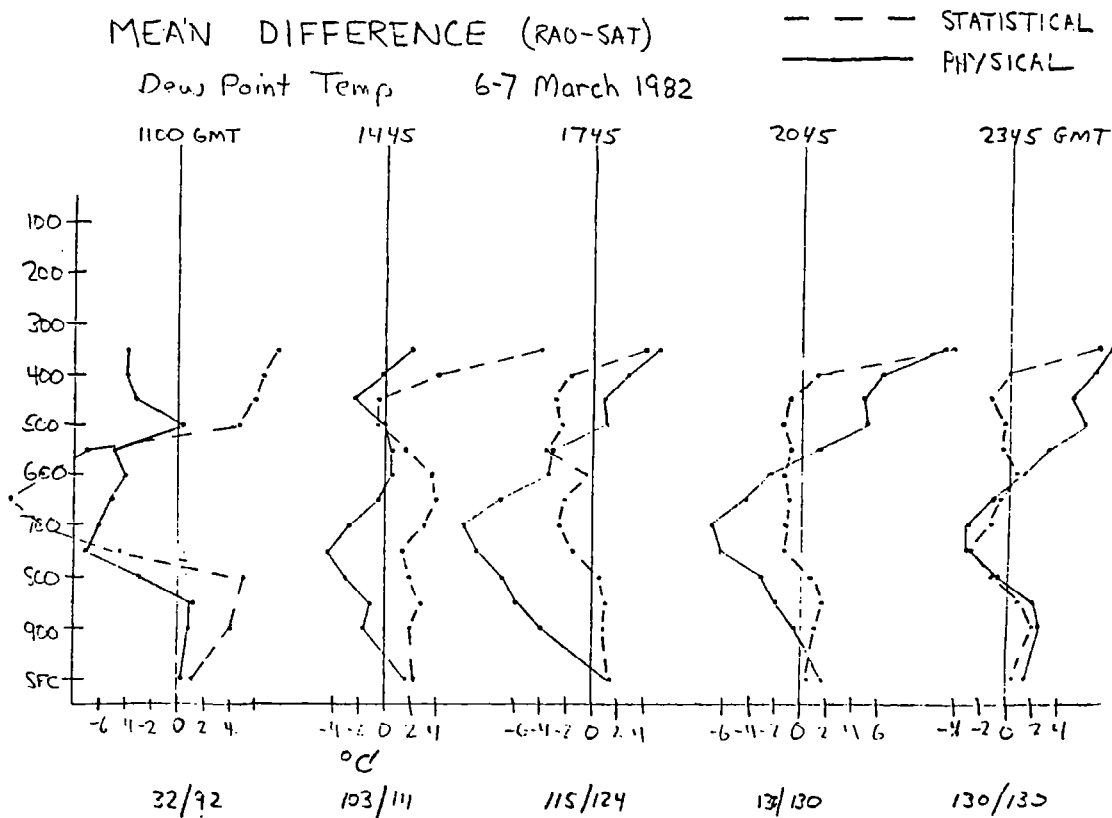 MEAN DIFFERENCE (RAO-SAT)
Dew Point Temp 6-7 March 1982
STATISTICAL
PHYSICAL
1100 GMT 1445 1745 2045 2345 GMT
100
200
300
400
500
600
700
800
900
SFC
-6 -4 -2 0 2 4 -4 -2 0 2 4 -6 -4 -2 0 2 4 -6 -4 -2 0 2 4 6 -4 -2 0 2 4
°C
32/92 103/111 115/124 130/130